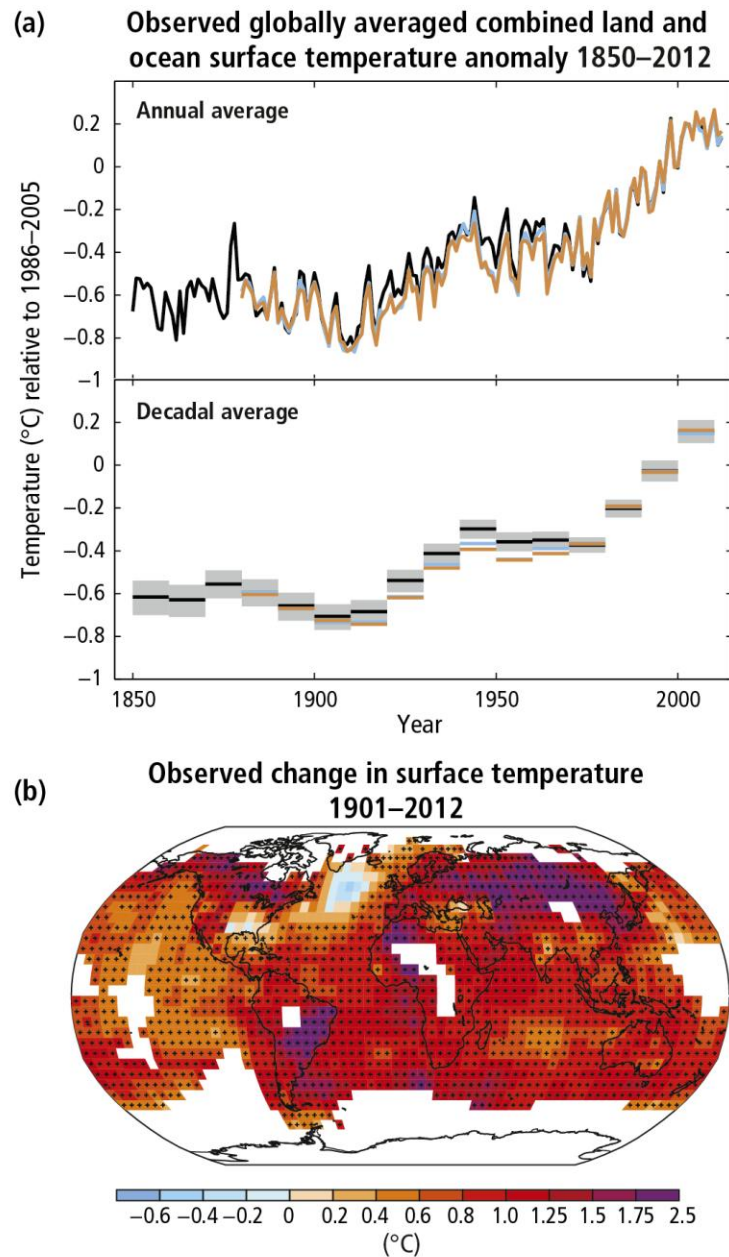 (a)
Observed globally averaged combined land and
ocean surface temperature anomaly 1850–2012
Annual average
0.2
0
−0.2
−0.4
−0.6
−0.8
−1
Temperature (°C) relative to 1986–2005
Decadal average
0.2
0
−0.2
−0.4
−0.6
−0.8
−1
1850 1900 1950 2000
Year
(b)
Observed change in surface temperature
1901–2012
−0.6 −0.4 −0.2 0 0.2 0.4 0.6 0.8 1.0 1.25 1.5 1.75 2.5
(°C)